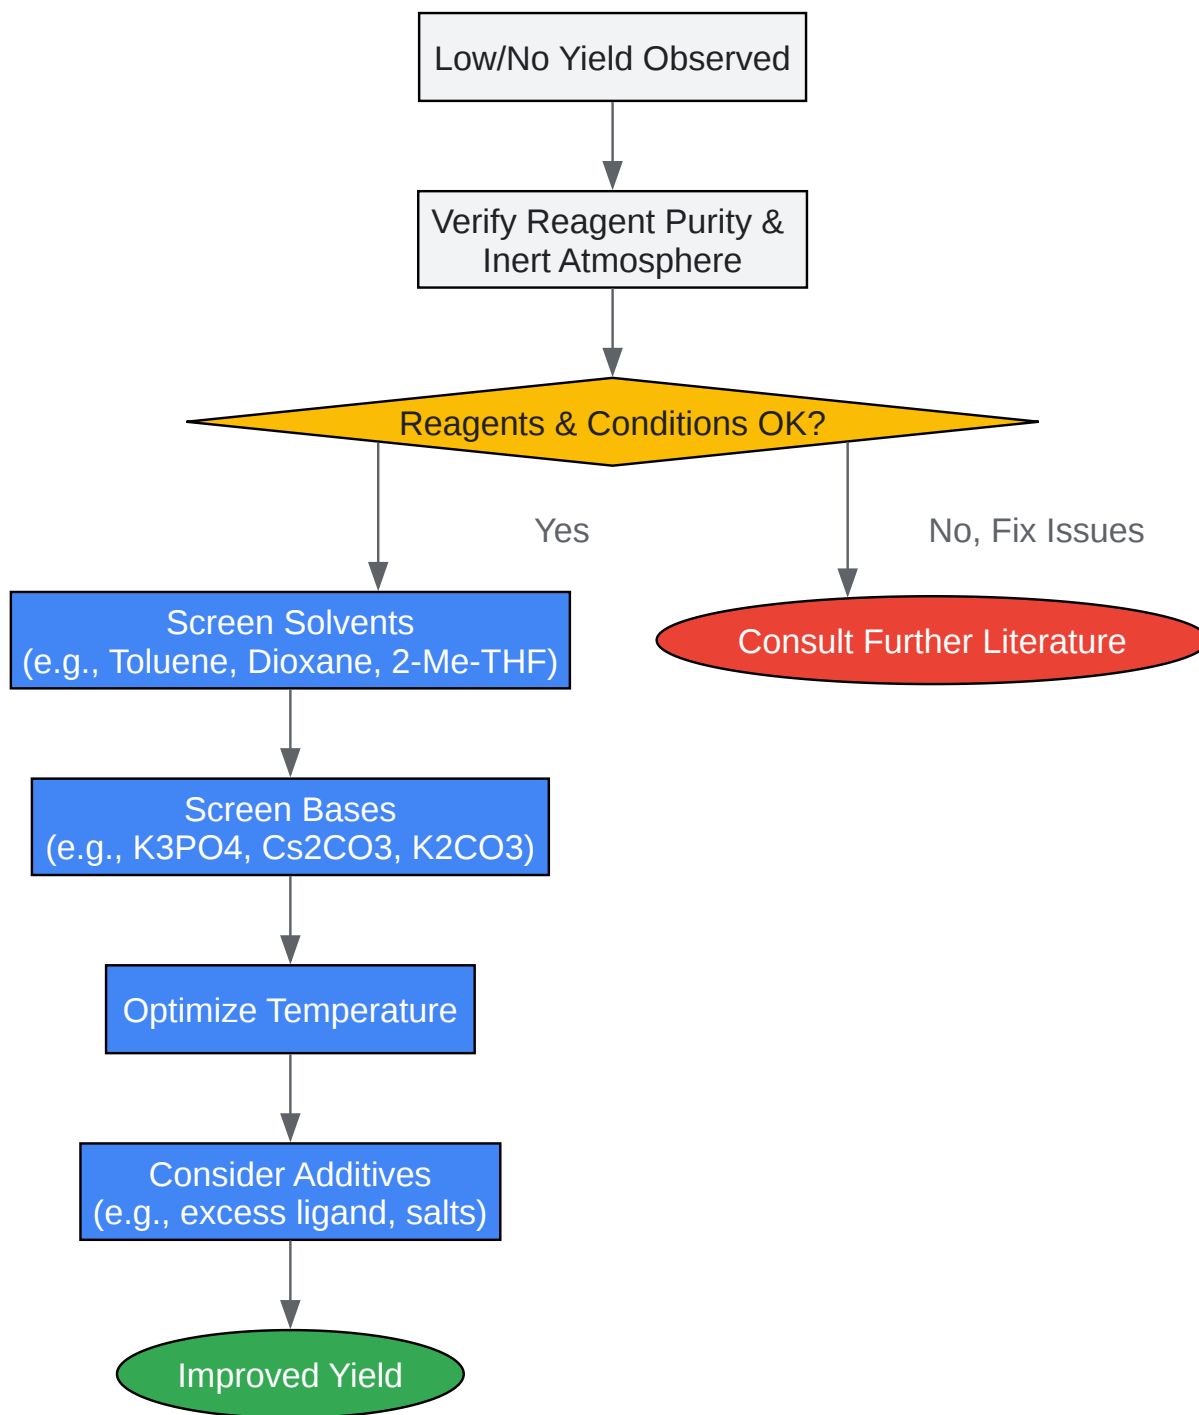 Low/No Yield Observed
Verify Reagent Purity &
Inert Atmosphere
Reagents & Conditions OK?
Yes
No, Fix Issues
Screen Solvents
(e.g., Toluene, Dioxane, 2-Me-THF)
Consult Further Literature
Screen Bases
(e.g., K3PO4, Cs2CO3, K2CO3)
Optimize Temperature
Consider Additives
(e.g., excess ligand, salts)
Improved Yield